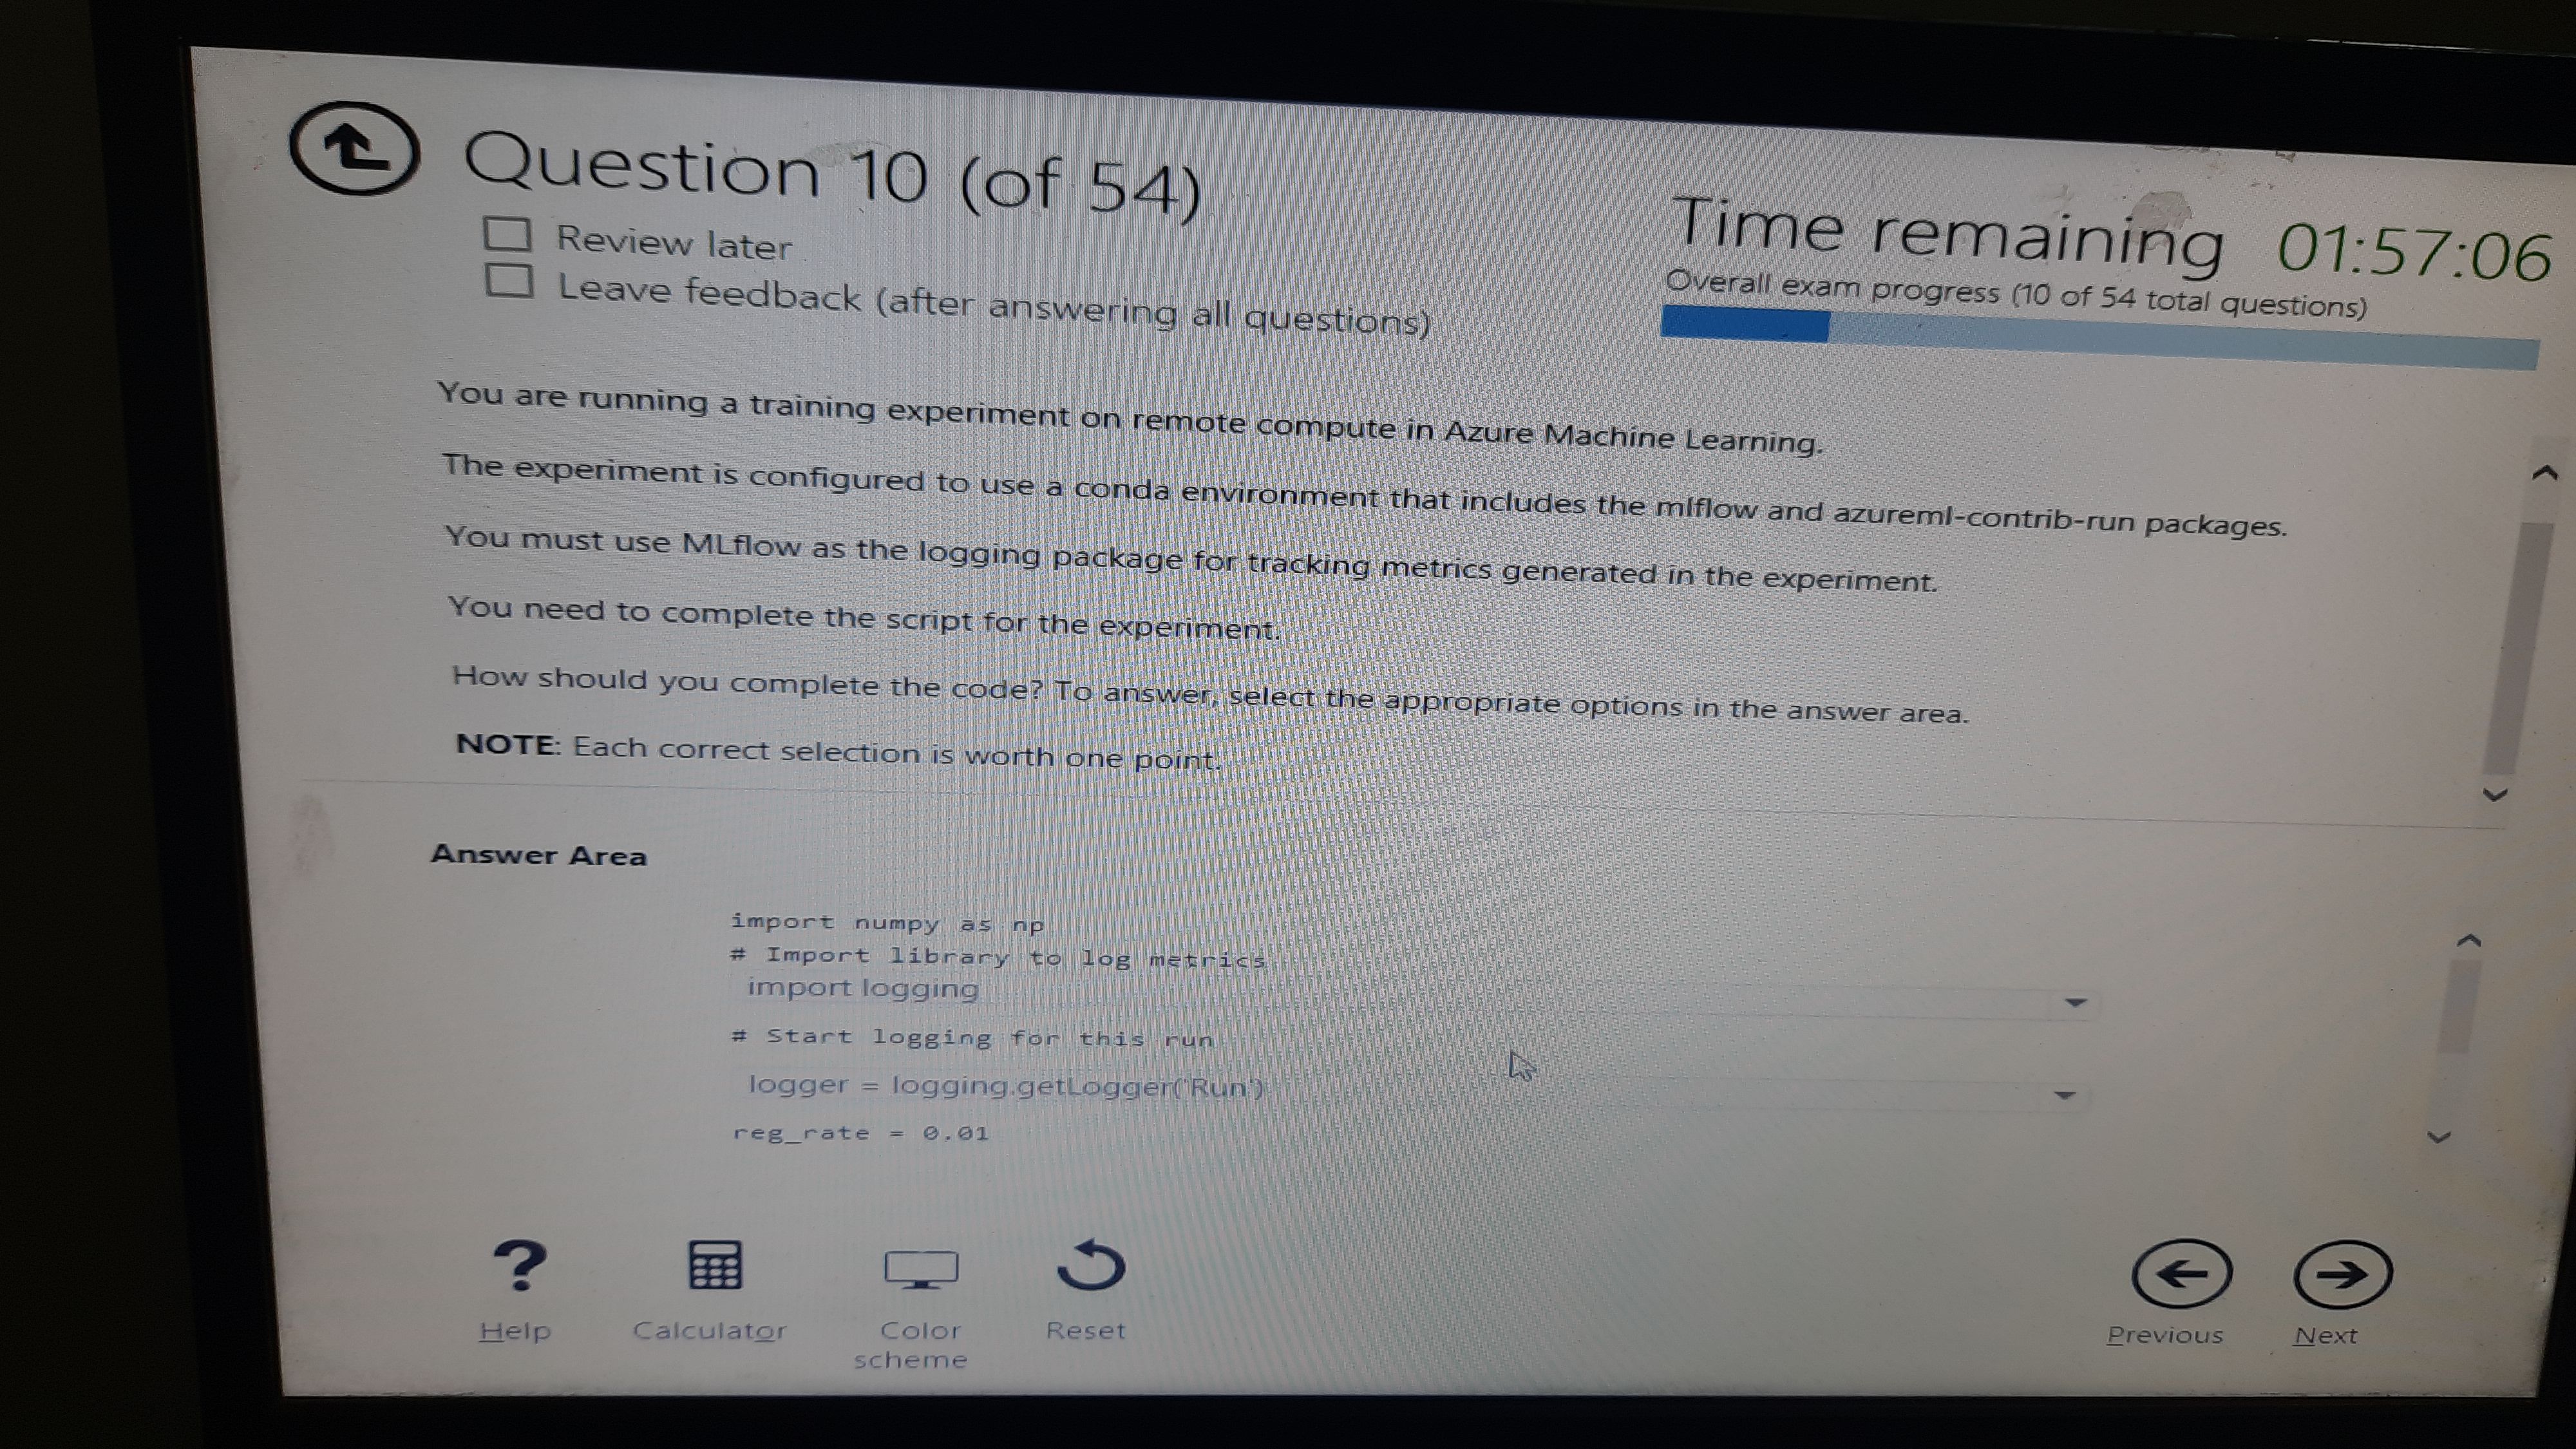 Question 10 (of 54)
Time remaining 01:57:06
Review later
Leave feedback (after answering all questions)
Overall exam progress (10 of 54 total questions)
You are running a training experiment on remote compute in Azure Machine Learning.
The experiment is configured to use a conda environment that includes the mlflow and azureml-contrib-run packages.
You must use MLflow as the logging package for tracking metrics generated in the experiment.
You need to complete the script for the experiment.
How should you complete the code? To answer, select the appropriate options in the answer area.
NOTE: Each correct selection is worth one point.
Answer Area
import numpy as np
# Import library to log metrics
import logging
# Start logging for this run
logger = logging.getLogger('Run')
reg_rate = 0.01
Help
Calculator
Color scheme
Reset
Previous
Next